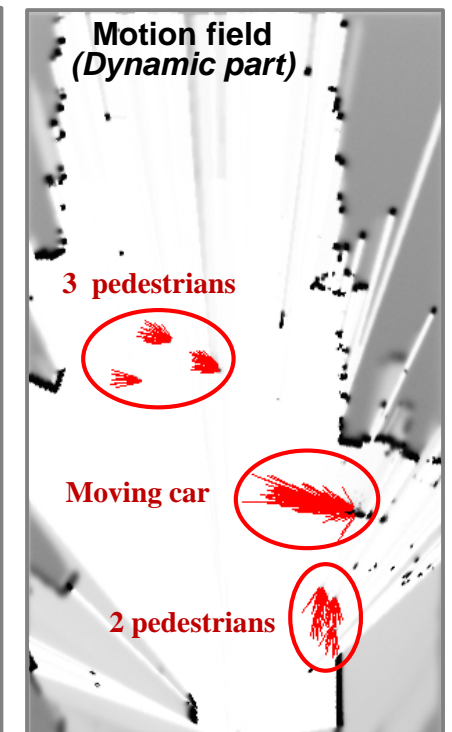 Motion field
(Dynamic part)
3 pedestrians
Moving car
2 pedestrians